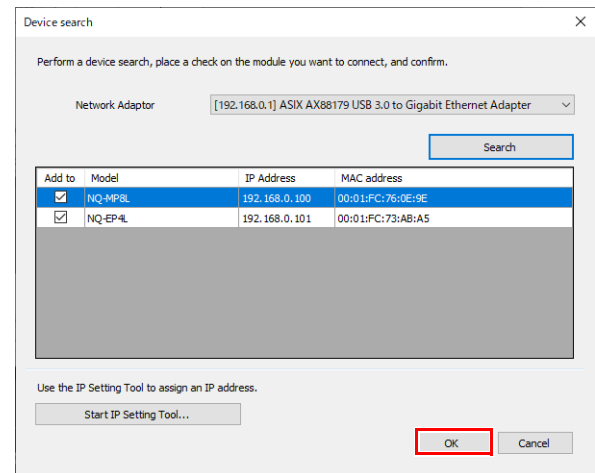 Device search
Perform a device search, place a check on the module you want to connect, and confirm.
Network Adaptor [192.168.0.1] ASIX AX88179 USB 3.0 to Gigabit Ethernet Adapter
Search
Add to Model IP Address MAC address
NQ-MP8L 192.168.0.100 00:01:FC:76:0E:9E
NQ-EP4L 192.168.0.101 00:01:FC:73:AB:A5
Use the IP Setting Tool to assign an IP address.
Start IP Setting Tool...
OK Cancel